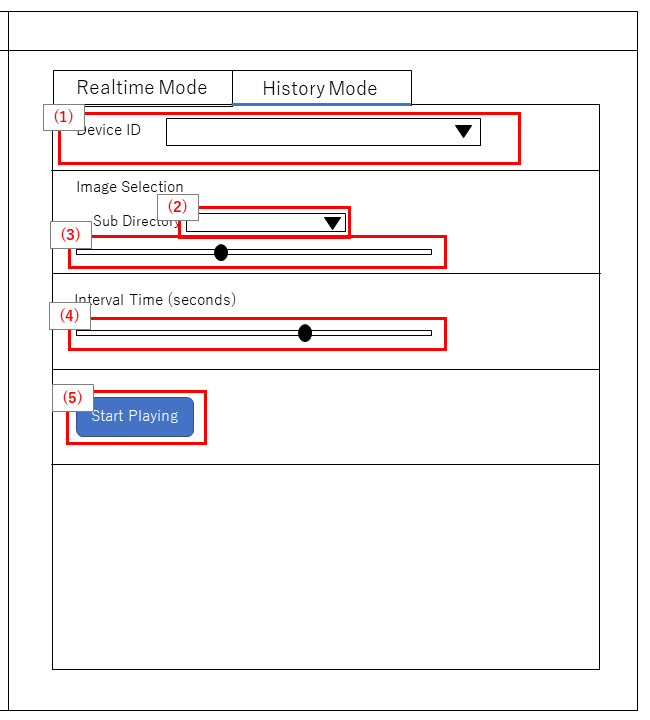 Realtime Mode
History Mode
(1)
Device ID
Image Selection
(2)
Sub Directory
(3)
Interval Time (seconds)
(4)
(5)
Start Playing